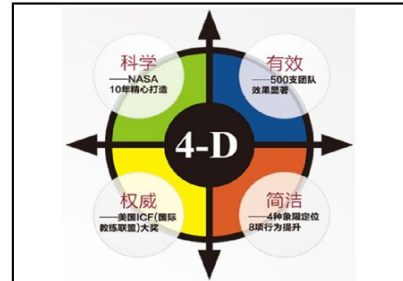 科学
——NASA
10年精心打造
有效
——500支团队
效果显著
4-D
权威
——美国ICF(国际
教练联盟)大奖
简洁
——4种象限定位
8项行为提升